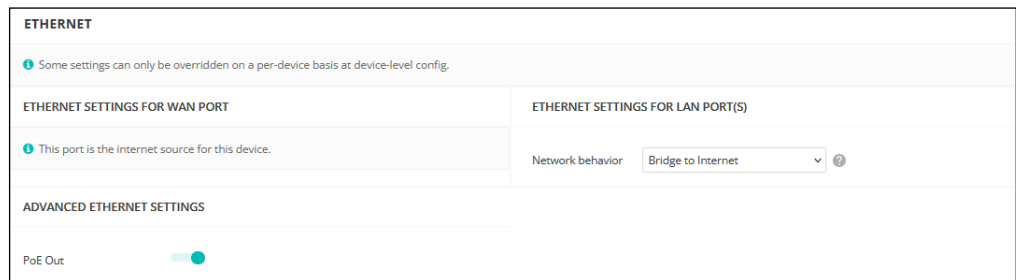 ETHERNET
Some settings can only be overridden on a per-device basis at device-level config.
ETHERNET SETTINGS FOR WAN PORT
This port is the internet source for this device.
ETHERNET SETTINGS FOR LAN PORT(S)
Network behavior Bridge to Internet
ADVANCED ETHERNET SETTINGS
PoE Out